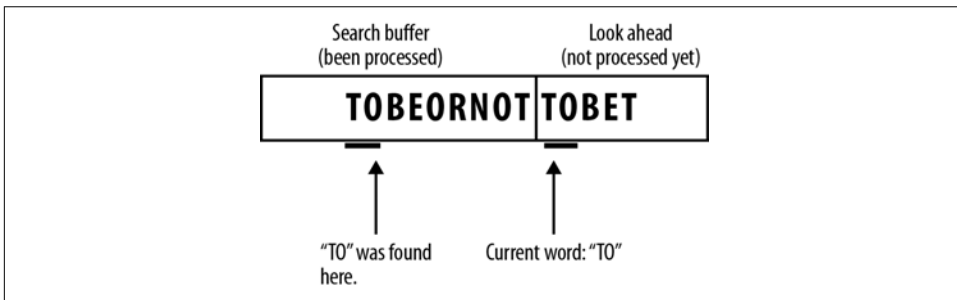 Search buffer
(been processed)
Look ahead
(not processed yet)
TOBEORNOT TOBET
“TO” was found
here.
Current word: “TO”